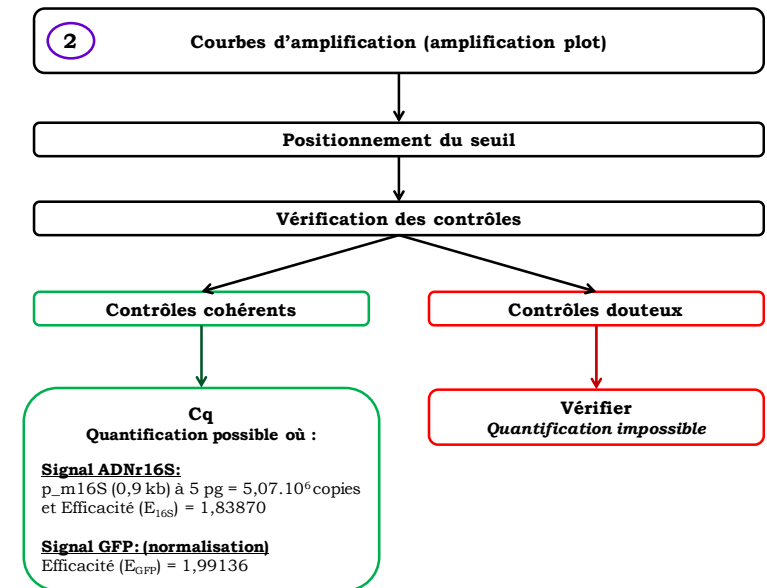 2
Courbes d’amplification (amplification plot)
Positionnement du seuil
Vérification des contrôles
Contrôles cohérents
Contrôles douteux
Cq
Quantification possible où :
Signal ADNr16S:
p_m16S (0,9 kb) à 5 pg = 5,07.10⁶ copies
et Efficacité (E₁₆ₛ) = 1,83870
Signal GFP: (normalisation)
Efficacité (E_GFP) = 1,99136
Vérifier
Quantification impossible